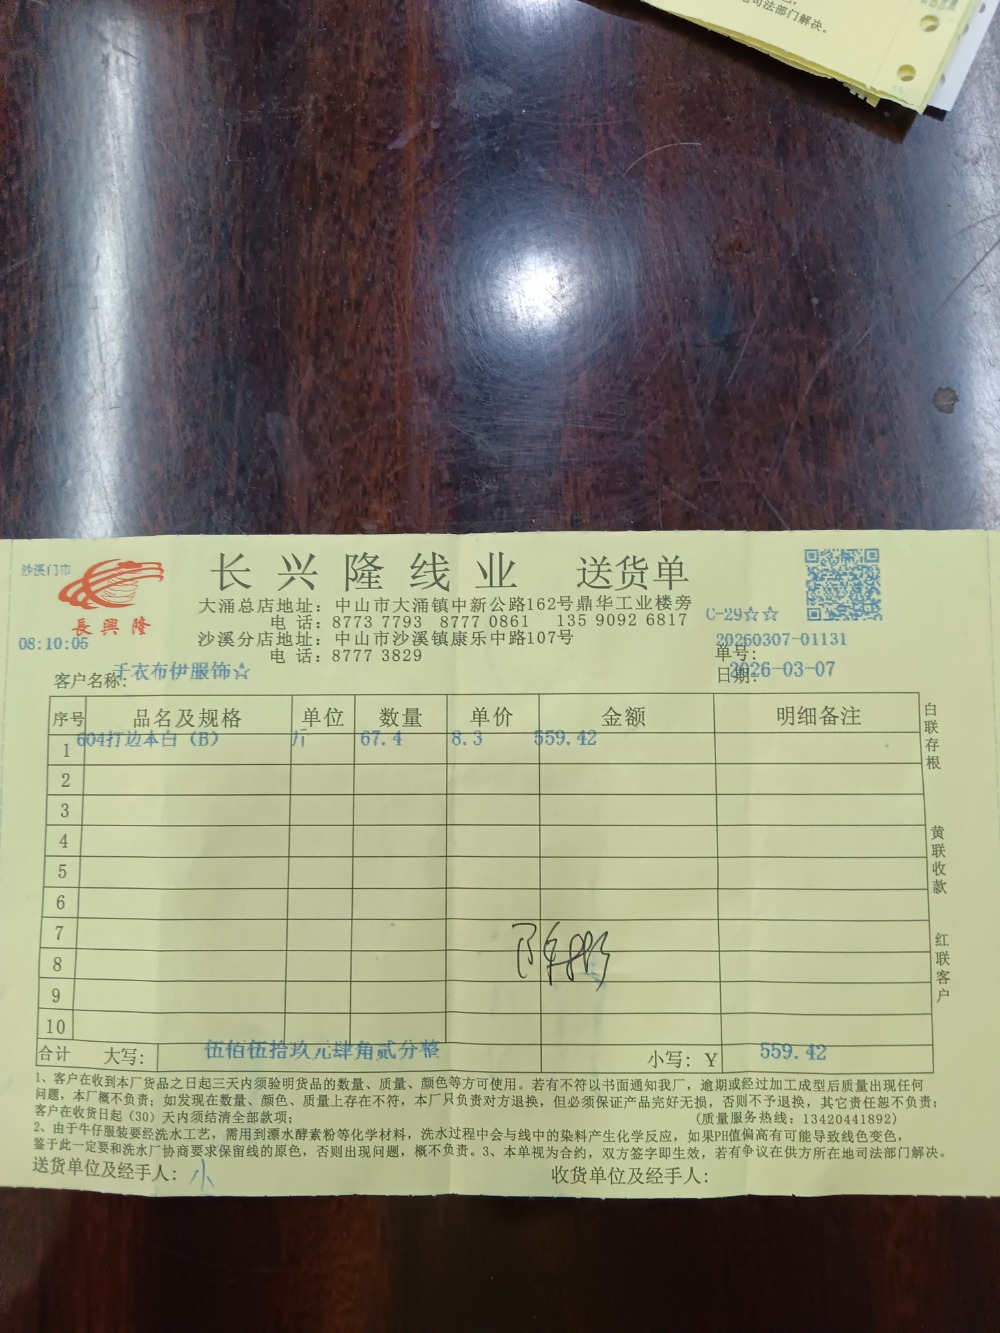 司法部门解决。
沙溪门市
長興隆
08:10:05
长兴隆线业 送货单
大涌总店地址：中山市大涌镇中新公路162号鼎华工业楼旁
电 话：8773 7793 8777 0861 135 9092 6817
沙溪分店地址：中山市沙溪镇康乐中路107号
电 话：8777 3829
C-29☆☆
20260307-01131
单号：
日期：2026-03-07
客户名称：千衣布伊服饰☆
序号 品名及规格 单位 数量 单价 金额 明细备注
1 604打边本白（B） 斤 67.4 8.3 559.42
2
3
4
5
6
7
8
9
10
合计 大写： 伍佰伍拾玖元肆角贰分整 小写：Y 559.42
白联存根
黄联收款
红联客户
1、客户在收到本厂货品之日起三天内须验明货品的数量、质量、颜色等方可使用。若有不符以书面通知我厂，逾期或经过加工成型后质量出现任何
问题，本厂概不负责；如发现在数量、颜色、质量上存在不符，本厂只负责对方退换，但必须保证产品完好无损，否则不予退换，其它责任恕不负责；
客户在收货日起（30）天内须结清全部款项； (质量服务热线：13420441892)
2、由于牛仔服装要经洗水工艺，需用到漂水酵素粉等化学材料，洗水过程中会与线中的染料产生化学反应，如果PH值偏高有可能导致线色变色，
鉴于此一定要和洗水厂协商要求保留线的原色，否则出现问题，概不负责。3、本单视为合约，双方签字即生效，若有争议在供方所在地司法部门解决。
送货单位及经手人：小 收货单位及经手人：